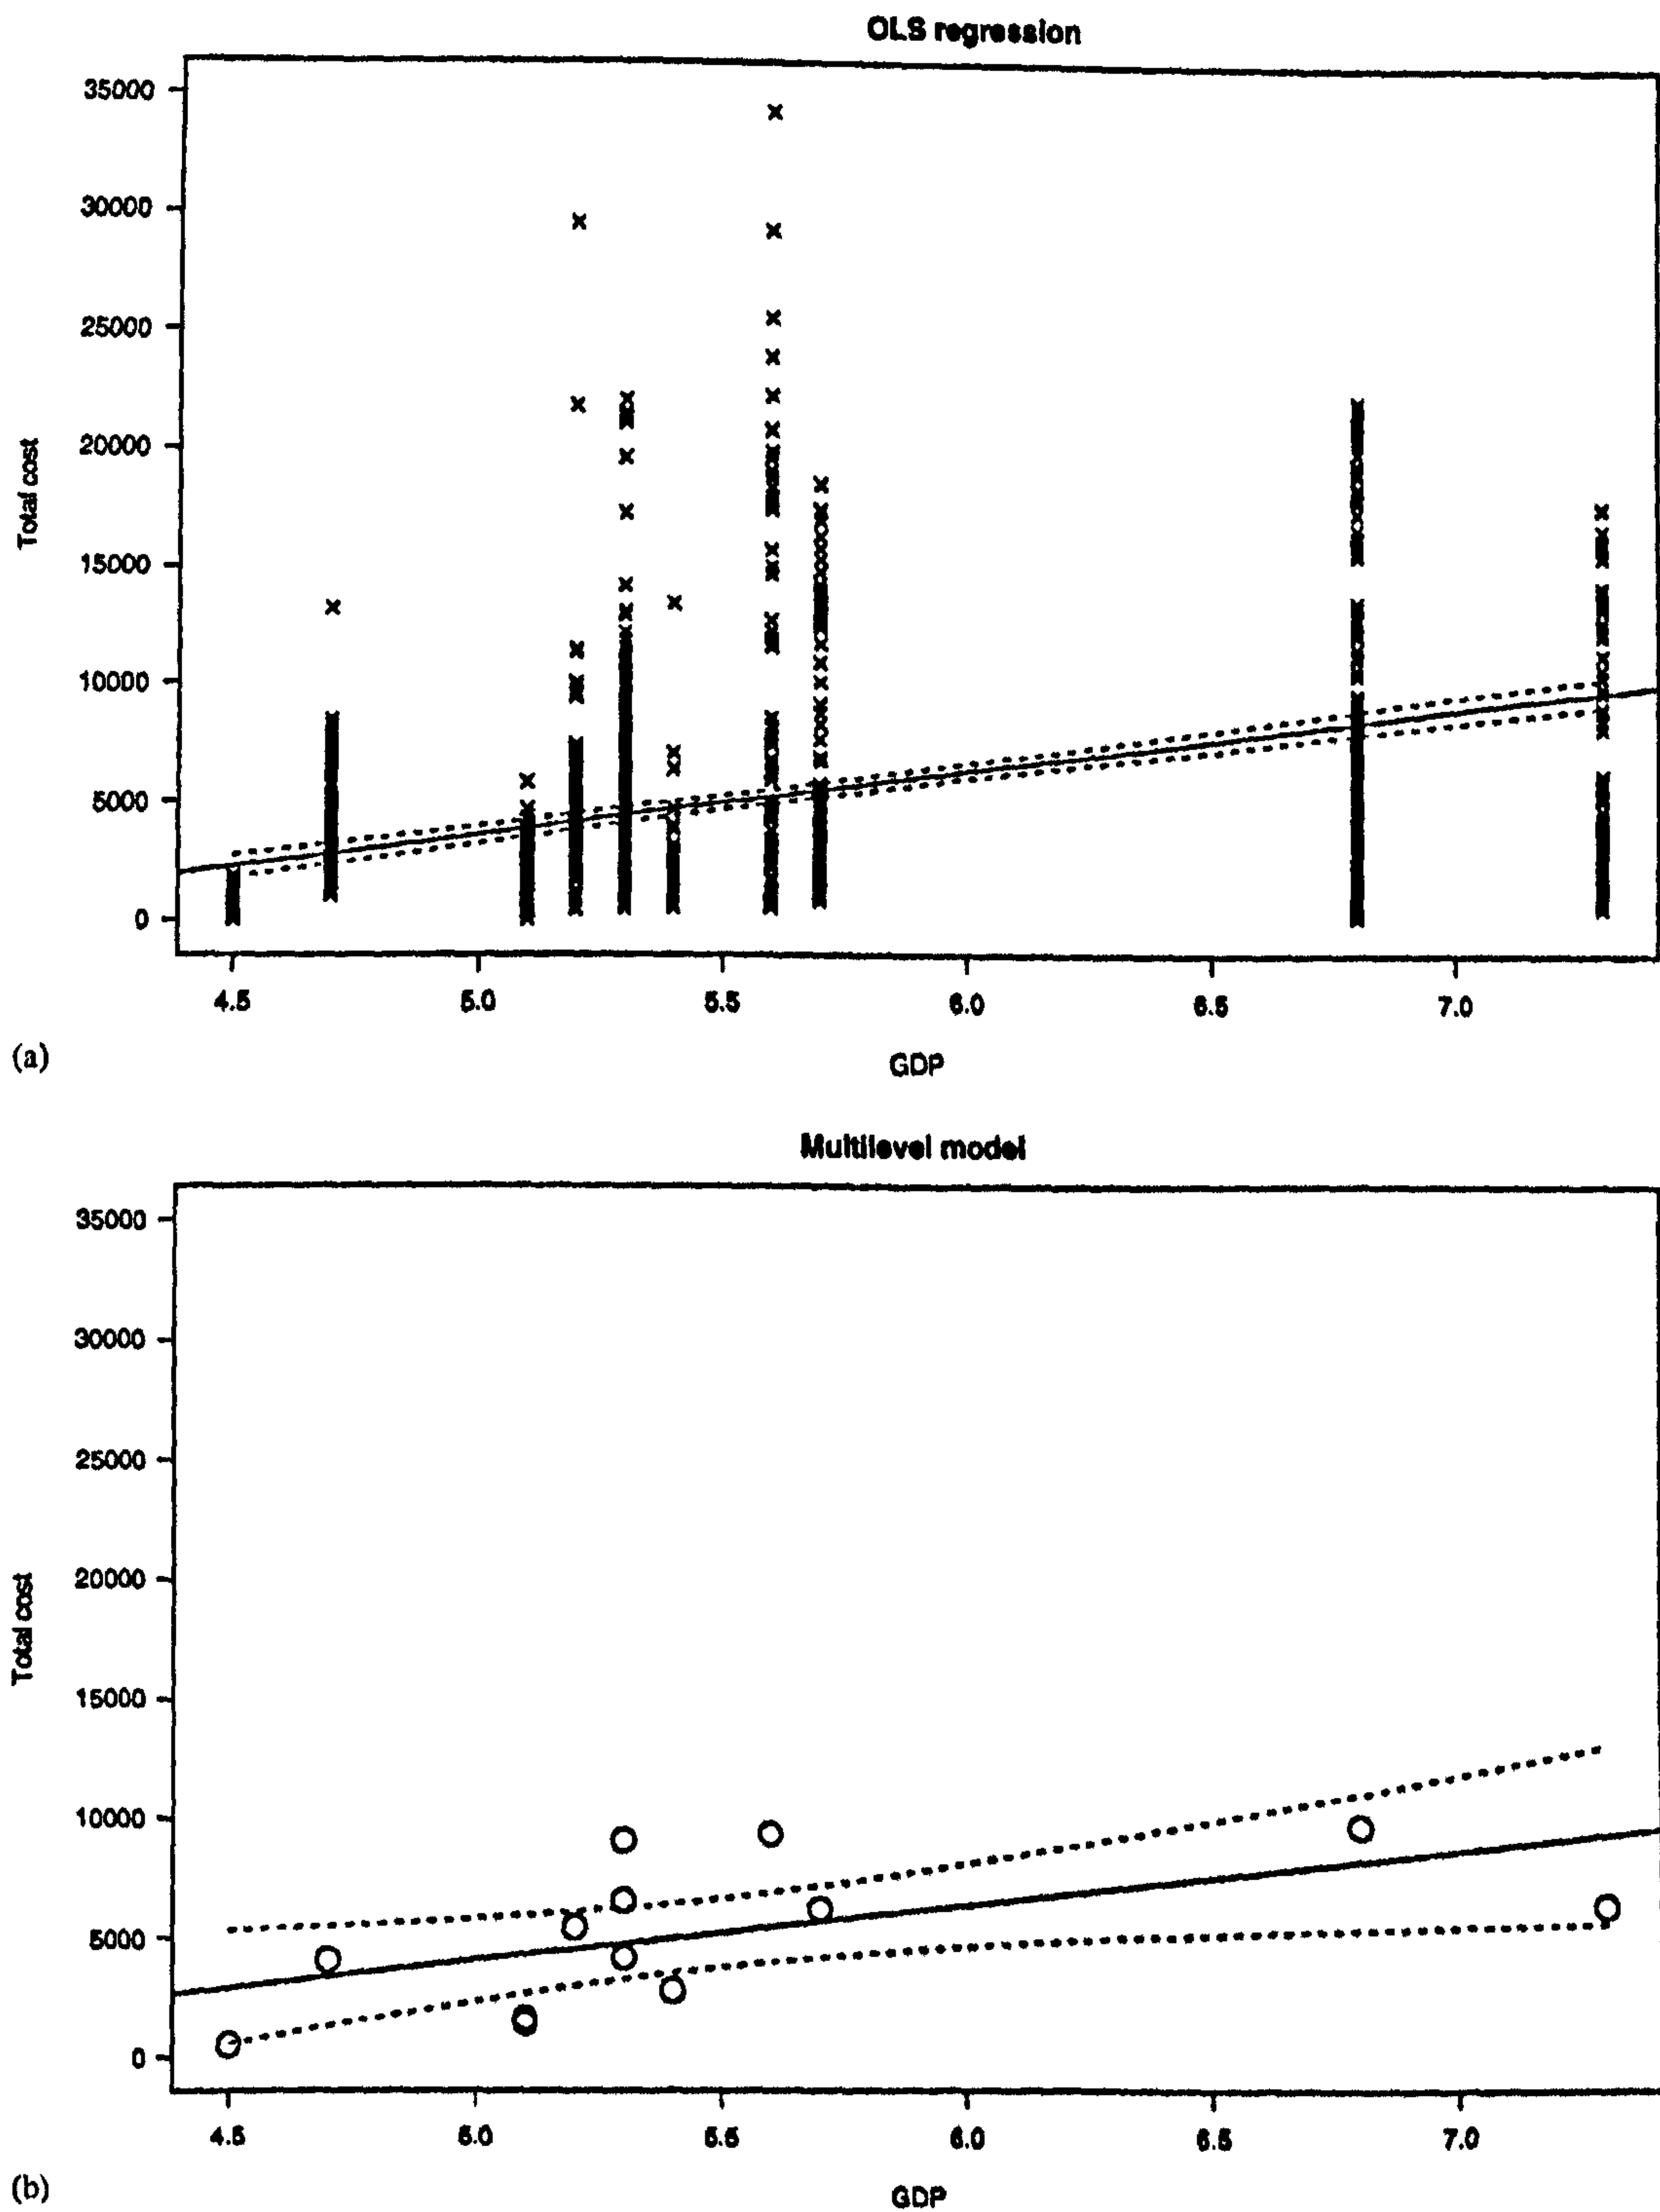 OLS regression
35000
30000
25000
20000
15000
10000
5000
0
Total cost
4.5 5.0 5.5 6.0 6.5 7.0
GDP
(a)
Multilevel model
35000
30000
25000
20000
15000
10000
5000
0
Total cost
4.5 5.0 5.5 6.0 6.5 7.0
GDP
(b)